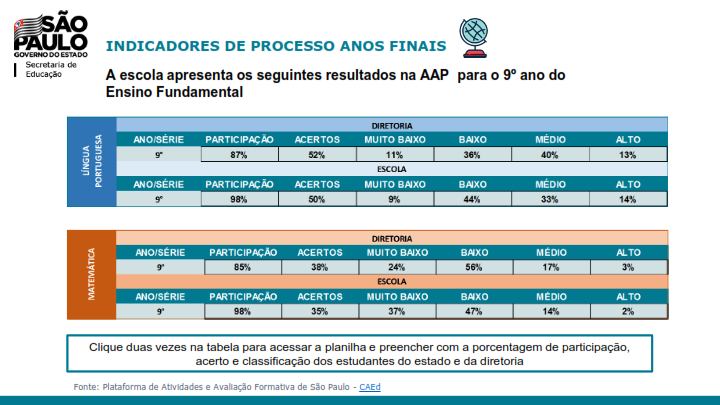 SÃO
PAULO
GOVERNO DO ESTADO
Secretaria de
Educação
INDICADORES DE PROCESSO ANOS FINAIS
A escola apresenta os seguintes resultados na AAP para o 9º ano do
Ensino Fundamental
LÍNGUA
PORTUGUESA
DIRETORIA
ANO/SÉRIE PARTICIPAÇÃO ACERTOS MUITO BAIXO BAIXO MÉDIO ALTO
9° 87% 52% 11% 36% 40% 13%
ESCOLA
ANO/SÉRIE PARTICIPAÇÃO ACERTOS MUITO BAIXO BAIXO MÉDIO ALTO
9° 98% 50% 9% 44% 33% 14%
MATEMÁTICA
DIRETORIA
ANO/SÉRIE PARTICIPAÇÃO ACERTOS MUITO BAIXO BAIXO MÉDIO ALTO
9° 85% 38% 24% 56% 17% 3%
ESCOLA
ANO/SÉRIE PARTICIPAÇÃO ACERTOS MUITO BAIXO BAIXO MÉDIO ALTO
9° 98% 35% 37% 47% 14% 2%
Clique duas vezes na tabela para acessar a planilha e preencher com a porcentagem de participação,
acerto e classificação dos estudantes do estado e da diretoria
Fonte: Plataforma de Atividades e Avaliação Formativa de São Paulo - CAEd